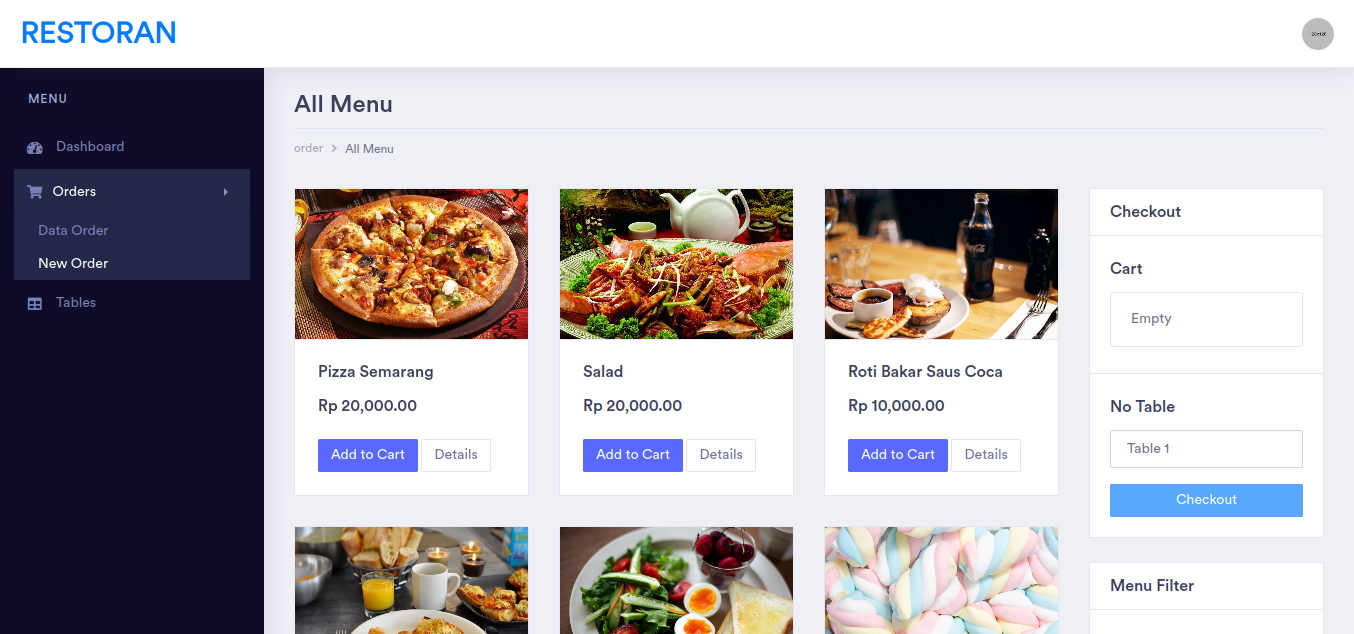 RESTORAN
MENU
Dashboard
Orders
Data Order
New Order
Tables
All Menu
order > All Menu
Pizza Semarang
Rp 20,000.00
Add to Cart Details
Salad
Rp 20,000.00
Add to Cart Details
Coca-Cola
Roti Bakar Saus Coca
Rp 10,000.00
Add to Cart Details
Checkout
Cart
Empty
No Table
Table 1
Checkout
Menu Filter